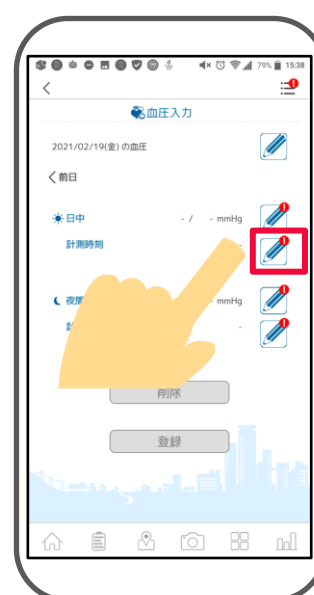 79% 15:38
血圧入力
2021/02/19(金) の血圧
前日
日中 - / - mmHg
計測時刻
夜間 mmHg
-
削除
登録